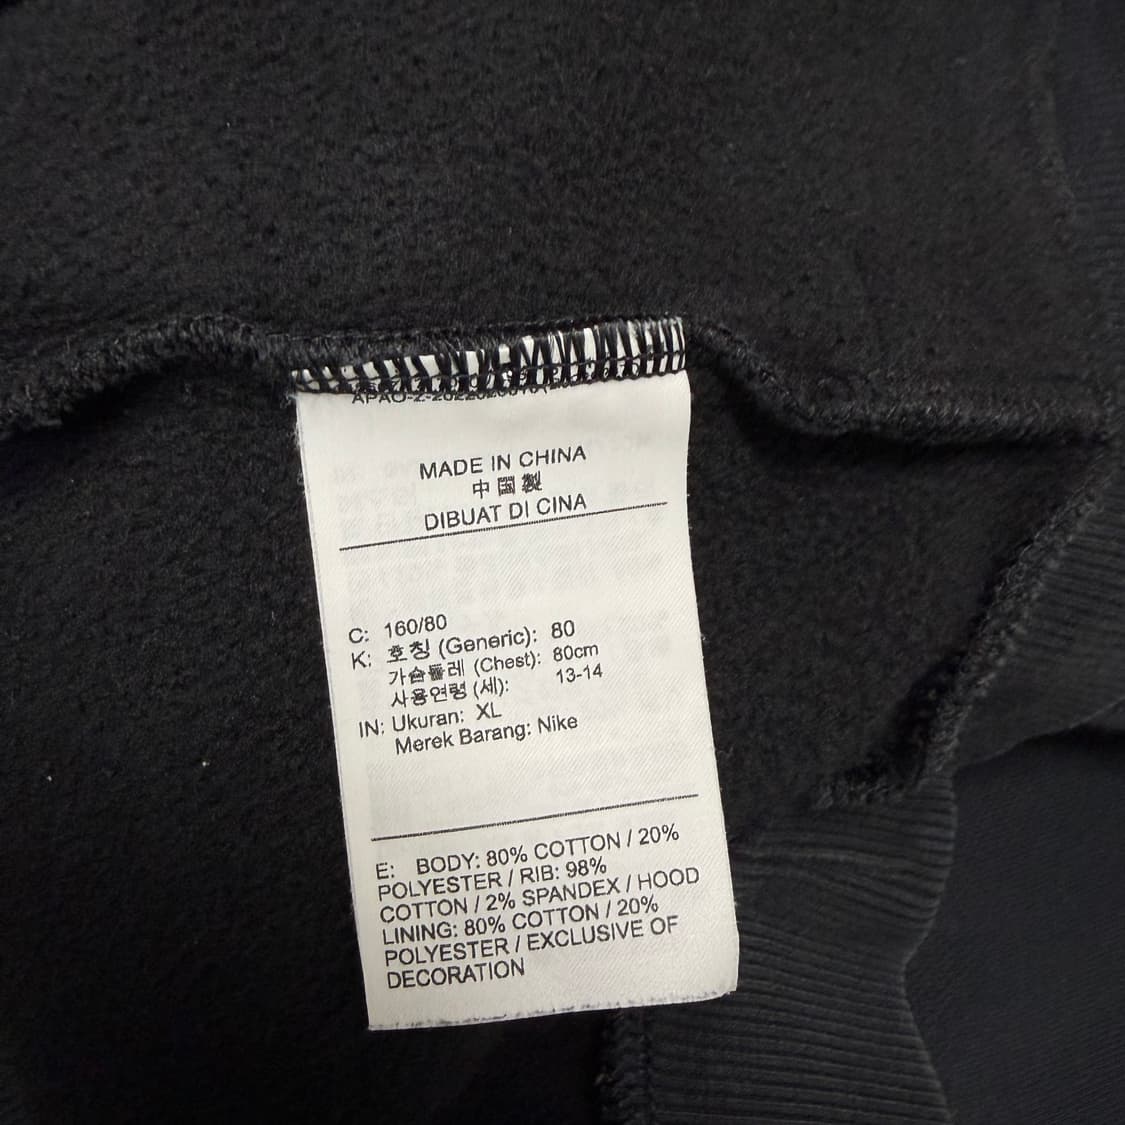 MADE IN CHINA
中国製
DIBUAT DI CINA
C: 160/80
K: 호칭 (Generic): 80
가슴둘레 (Chest): 80cm
사용연령 (세): 13-14
IN: Ukuran: XL
Merek Barang: Nike
E: BODY: 80% COTTON / 20%
POLYESTER / RIB: 98%
COTTON / 2% SPANDEX / HOOD
LINING: 80% COTTON / 20%
POLYESTER / EXCLUSIVE OF
DECORATION